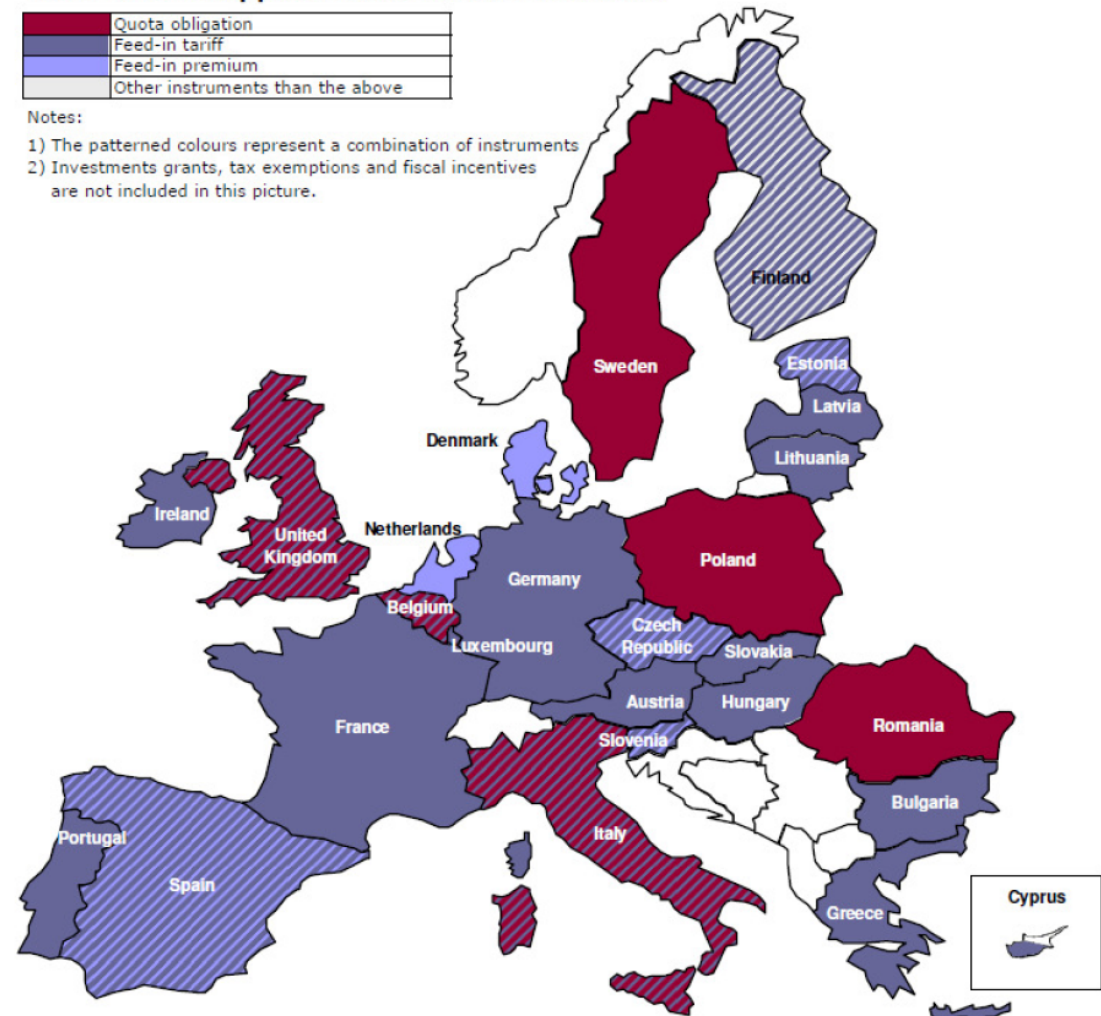 Quota obligation
Feed-in tariff
Feed-in premium
Other instruments than the above
Notes:
1) The patterned colours represent a combination of instruments
2) Investments grants, tax exemptions and fiscal incentives
are not included in this picture.
Finland
Sweden
Estonia
Latvia
Denmark
Lithuania
Ireland
United
Kingdom
Netherlands
Poland
Germany
Belgium
Czech
Republic
Luxembourg
Slovakia
Austria
Hungary
France
Slovenia
Romania
Bulgaria
Portugal
Italy
Spain
Cyprus
Greece